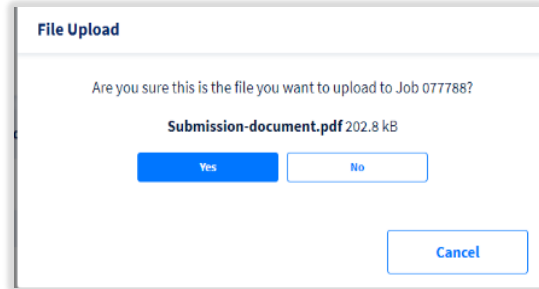 File Upload
Are you sure this is the file you want to upload to Job 077788?
Submission-document.pdf 202.8 kB
Yes No
Cancel